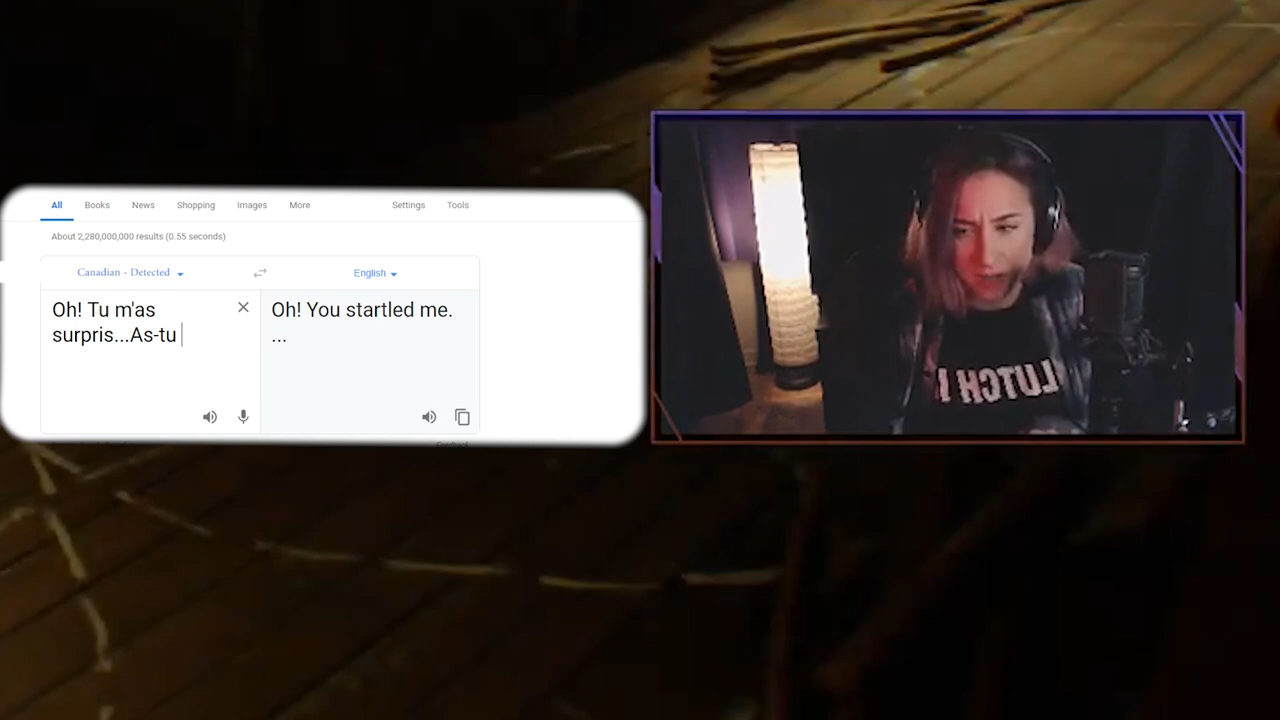 All Books News Shopping Images More Settings Tools
About 2,280,000,000 results (0.55 seconds)
Canadian - Detected English
Oh! Tu m'as
surpris...As-tu
Oh! You startled me.
...
LUTCH